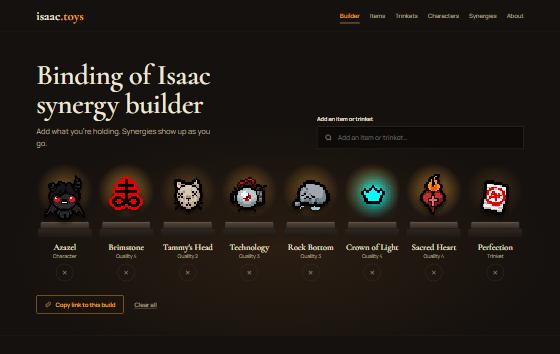 isaac.toys
Builder Items Trinkets Characters Synergies About
Binding of Isaac
synergy builder
Add what you're holding. Synergies show up as you
go.
Add an item or trinket
Add an item or trinket...
Azazel Brimstone Tammy's Head Technology Rock Bottom Crown of Light Sacred Heart Perfection
Character Quality 4 Quality 3 Quality 3 Quality 3 Quality 4 Quality 4 Trinket
Copy link to this build Clear all